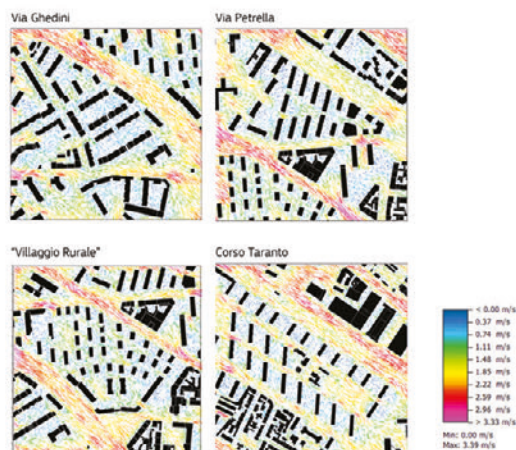 Via Ghedini
Via Petrella
"Villaggio Rurale"
Corso Taranto
< 0.00 m/s
0.37 m/s
0.74 m/s
1.11 m/s
1.48 m/s
1.85 m/s
2.22 m/s
2.59 m/s
2.96 m/s
> 3.33 m/s
Min: 0.00 m/s
Max: 3.39 m/s